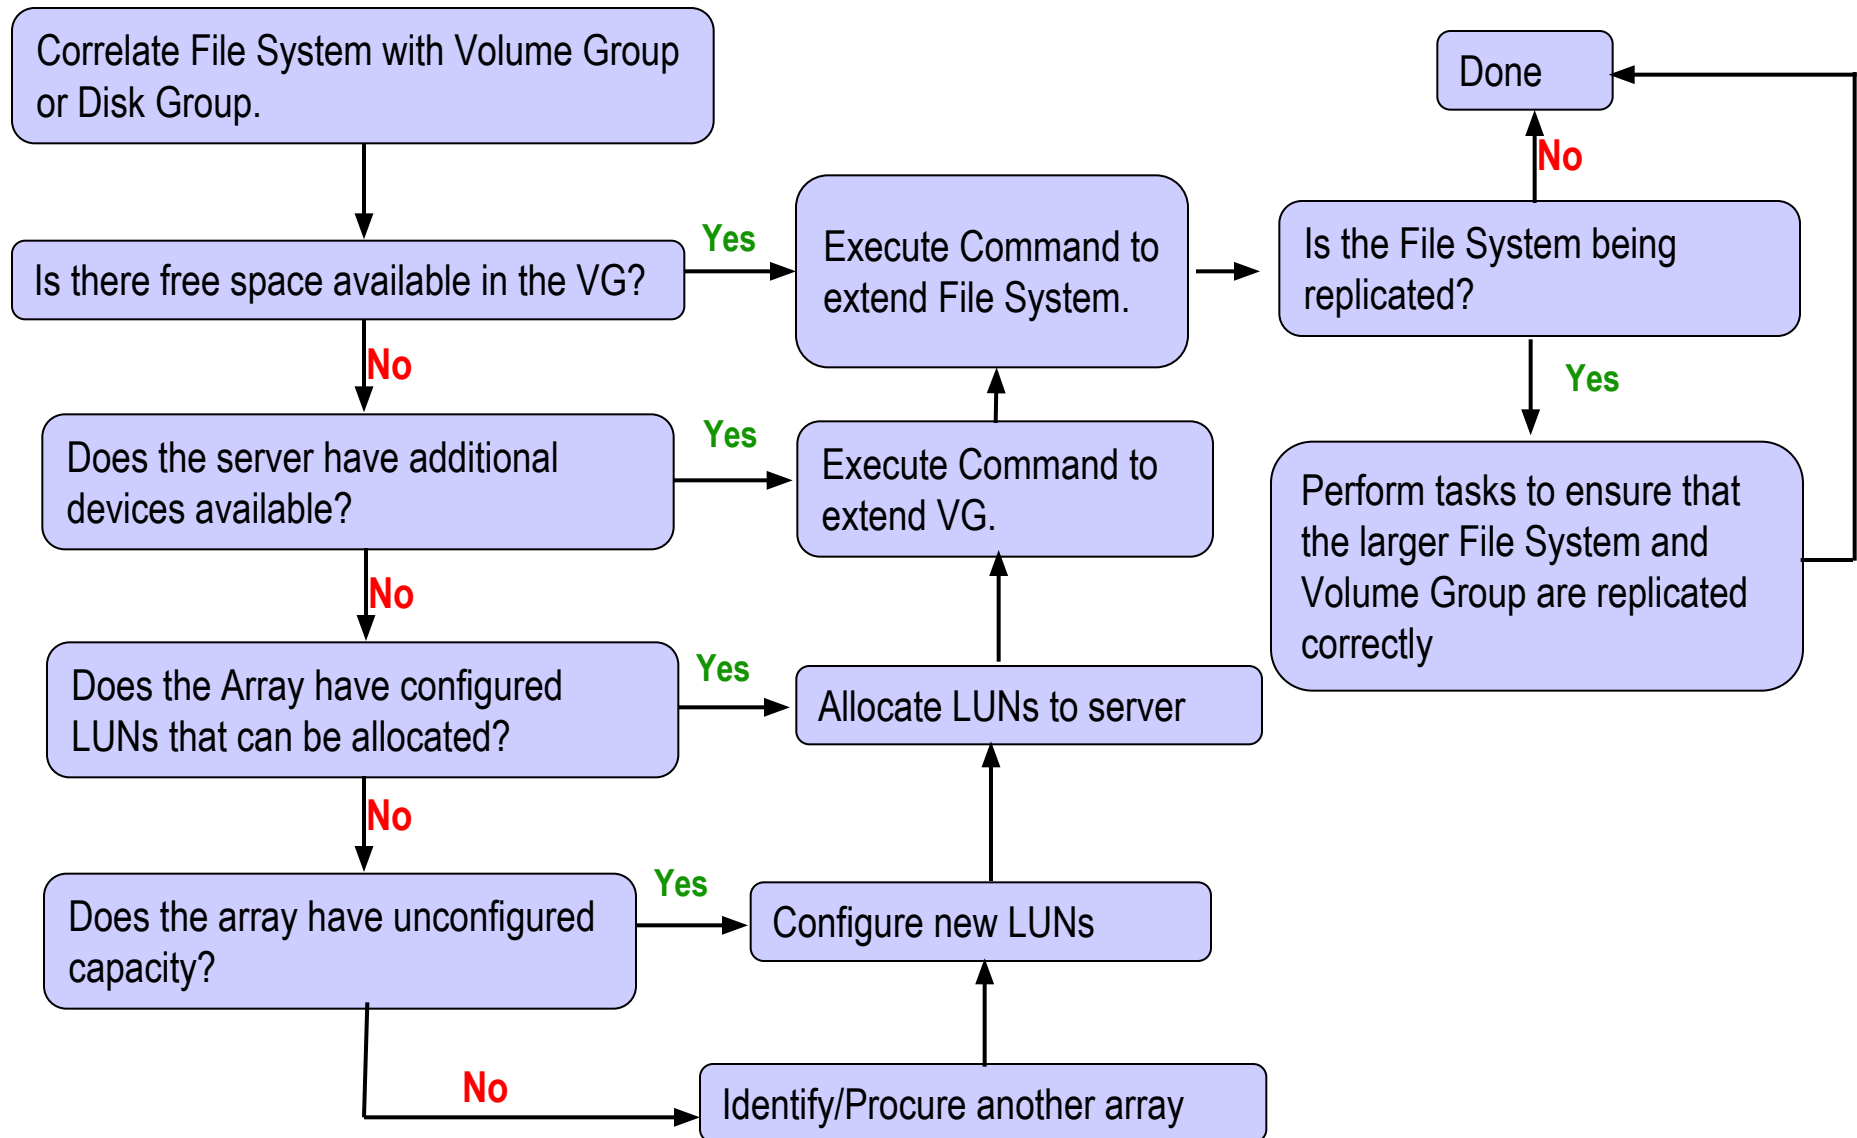 Correlate File System with Volume Group
or Disk Group.
Done
No
Yes
Is there free space available in the VG?
Execute Command to
extend File System.
Is the File System being
replicated?
No
Yes
Yes
Does the server have additional
devices available?
Execute Command to
extend VG.
Perform tasks to ensure that
the larger File System and
Volume Group are replicated
correctly
No
Yes
Does the Array have configured
LUNs that can be allocated?
Allocate LUNs to server
No
Yes
Does the array have unconfigured
capacity?
Configure new LUNs
No
Identify/Procure another array